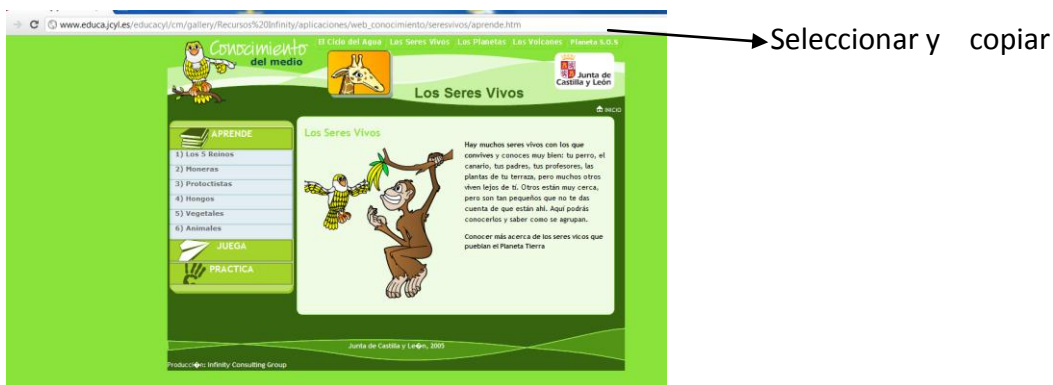 www.educa.jcyl.es/educacyl/cm/gallery/Recursos%20Infinity/aplicaciones/web_conocimiento/seresvivos/aprende.htm
Seleccionar y copiar
Conocimiento
del medio
El Ciclo del Agua Los Seres Vivos Los Planetas Los Volcanes Planeta S.O.S
Junta de
Castilla y León
Los Seres Vivos
INICIO
APRENDE
1) Los 5 Reinos
2) Moneras
3) Protoctistas
4) Hongos
5) Vegetales
6) Animales
JUEGA
PRACTICA
Los Seres Vivos
Hay muchos seres vivos con los que
convives y conoces muy bien: tu perro, el
canario, tus padres, tus profesores, las
plantas de tu terraza, pero muchos otros
viven lejos de tí. Otros están muy cerca,
pero son tan pequeños que no te das
cuenta de que están ahí. Aquí podrás
conocerlos y saber como se agrupan.
Conocer más acerca de los seres vicos que
pueblan el Planeta Tierra
Junta de Castilla y Le�n, 2005
Producci�n: Infinity Consulting Group